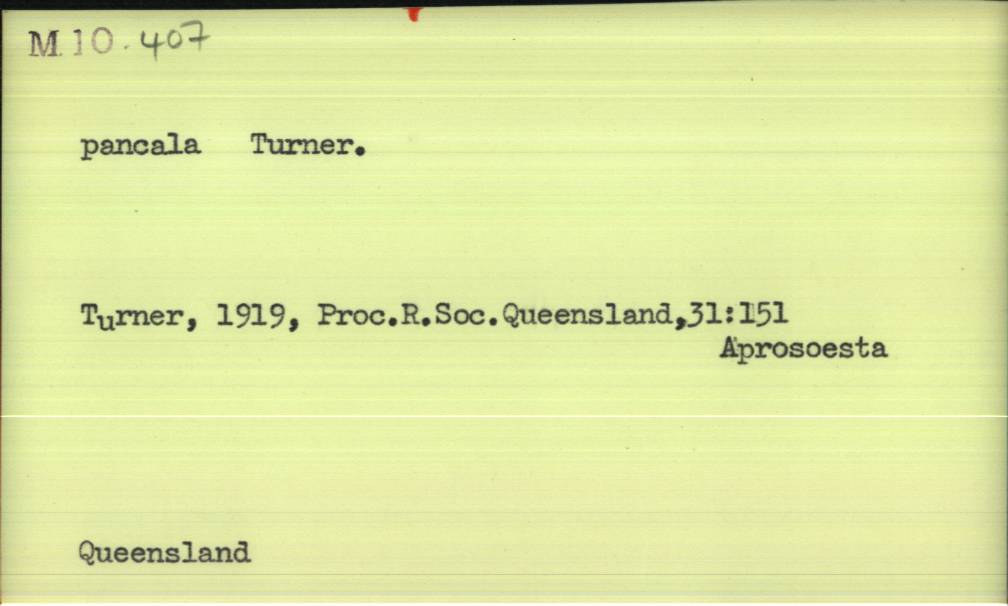 M.10.407
pancala Turner.
Turner, 1919, Proc.R.Soc.Queensland,31:151
Aprosoesta
Queensland